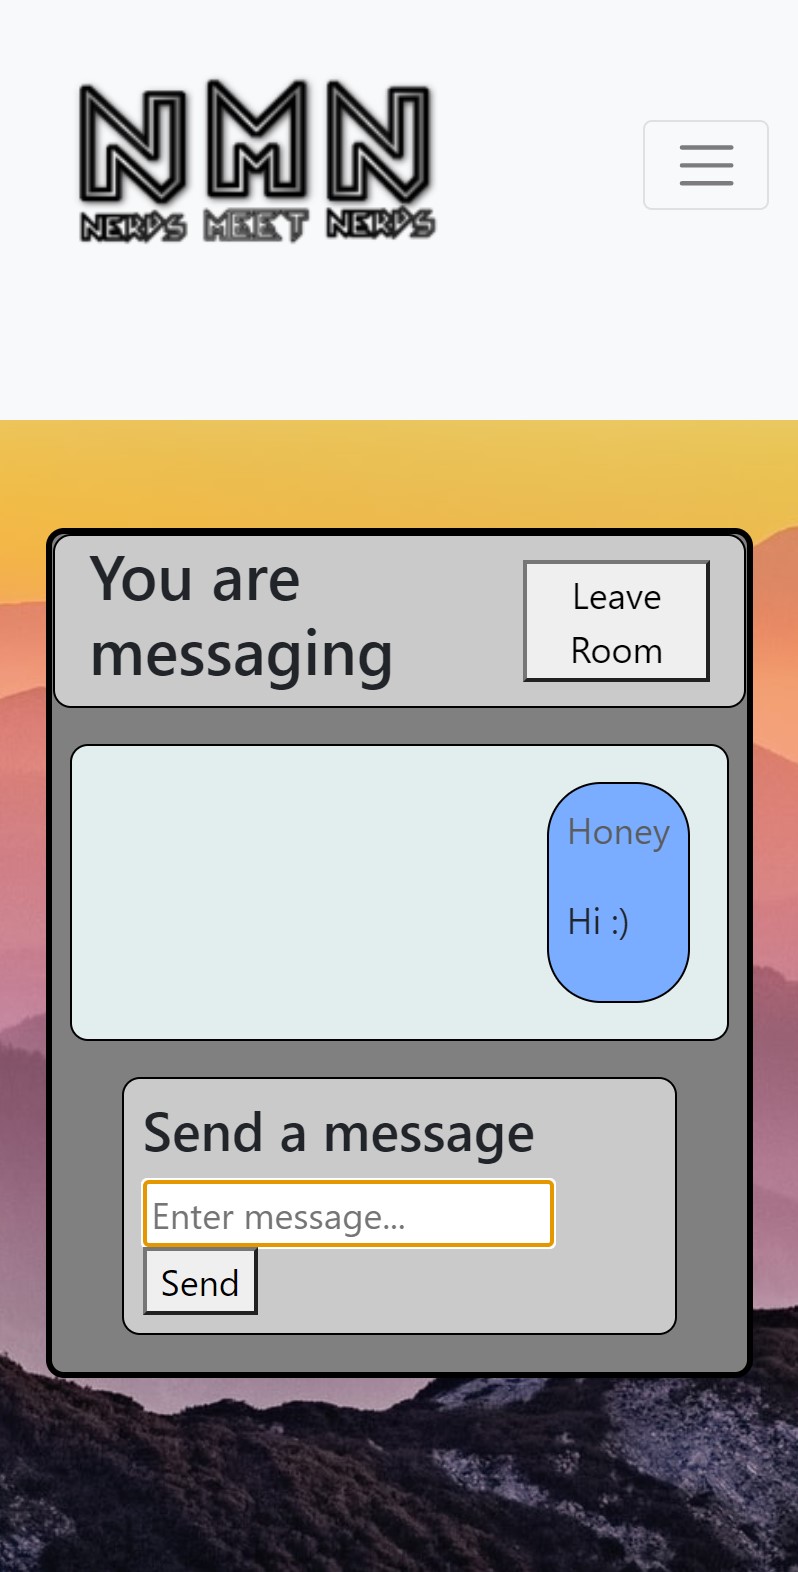 NMN
NERDS MEET NERDS
You are
messaging
Leave
Room
Honey
Hi :)
Send a message
Enter message...
Send